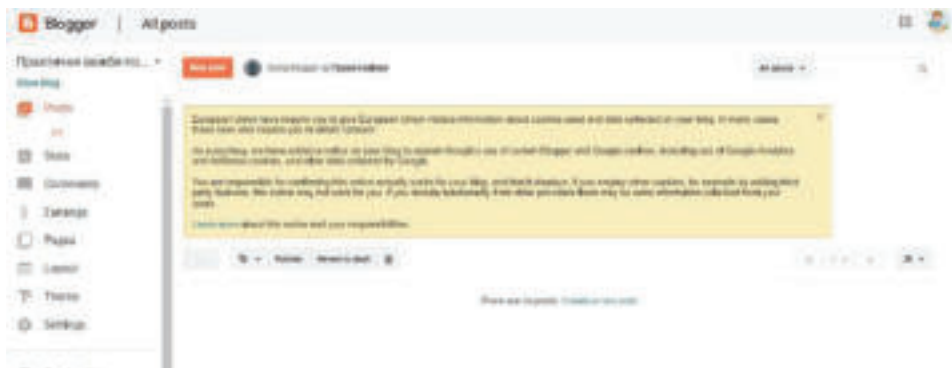 Blogger | All posts
View blog
New post
All posts
Posts
All
Stats
Comments
Earnings
Pages
Layout
Theme
Settings
European Union laws require you to give European Union visitors information about cookies used and data collected on your blog. In many cases,
these laws also require you to obtain consent.
As a courtesy, we have added a notice on your blog to explain Google's use of certain Blogger and Google cookies, including use of Google Analytics
and AdSense cookies, and other data collected by Google.
You are responsible for confirming this notice actually works for your blog, and that it displays. If you employ other cookies, for example by adding third
party features, this notice may not work for you. If you include functionality from other providers there may be extra information collected from your
users.
Learn more about this notice and your responsibilities.
Publish Revert to draft
There are no posts. Create a new post